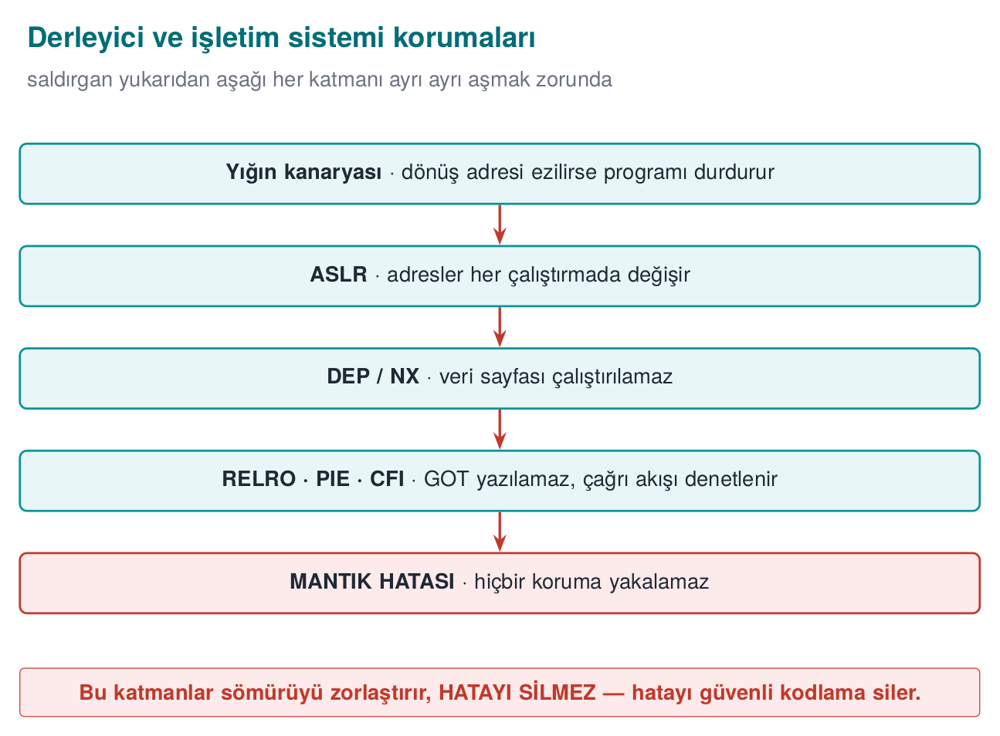 Derleyici ve işletim sistemi korumaları
saldırgan yukarıdan aşağı her katmanı ayrı ayrı aşmak zorunda
Yığın kanaryası · dönüş adresi ezilirse programı durdurur
ASLR · adresler her çalıştırmada değişir
DEP / NX · veri sayfası çalıştırılamaz
RELRO · PIE · CFI · GOT yazılamaz, çağrı akışı denetlenir
MANTIK HATASI · hiçbir koruma yakalamaz
Bu katmanlar sömürüyü zorlaştırır, HATAYI SİLMEZ — hatayı güvenli kodlama siler.